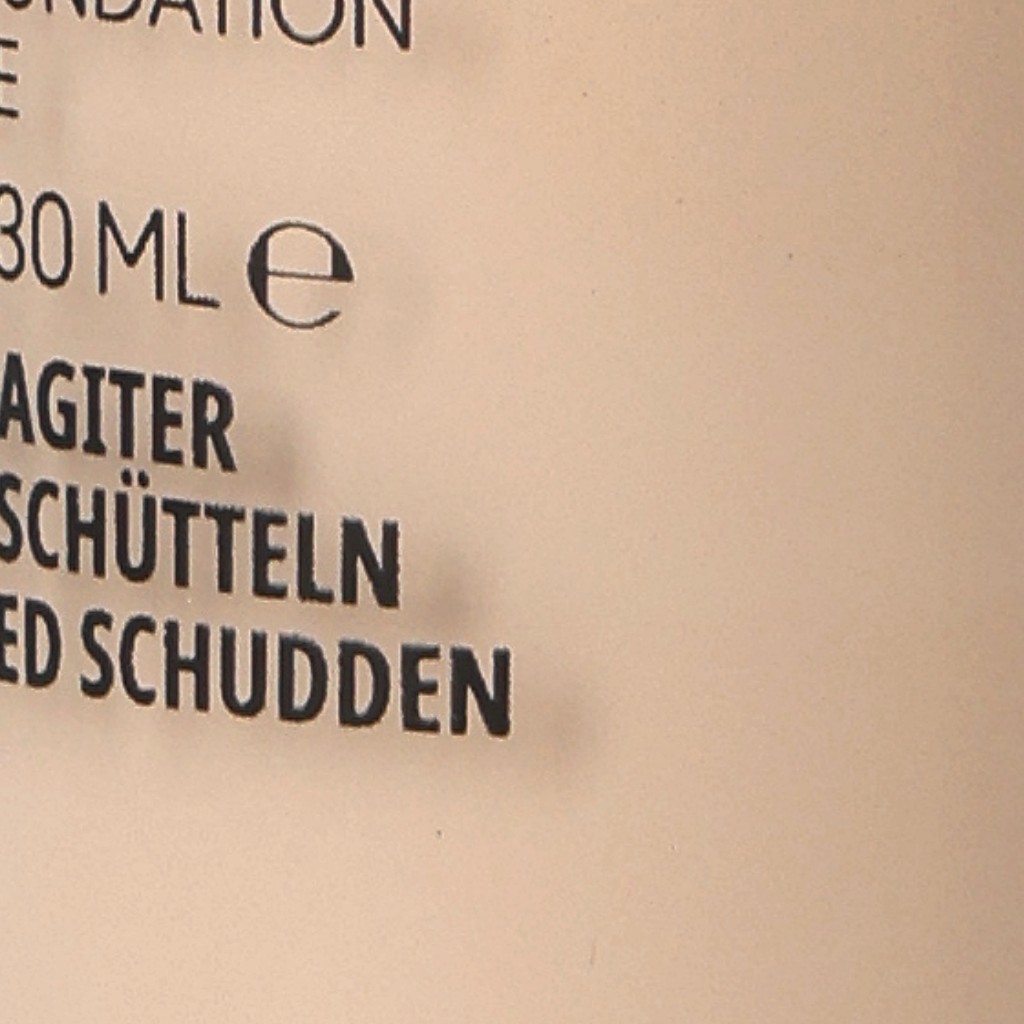 UNDATION
E
30 ML ℮
AGITER
SCHÜTTELN
ED SCHUDDEN